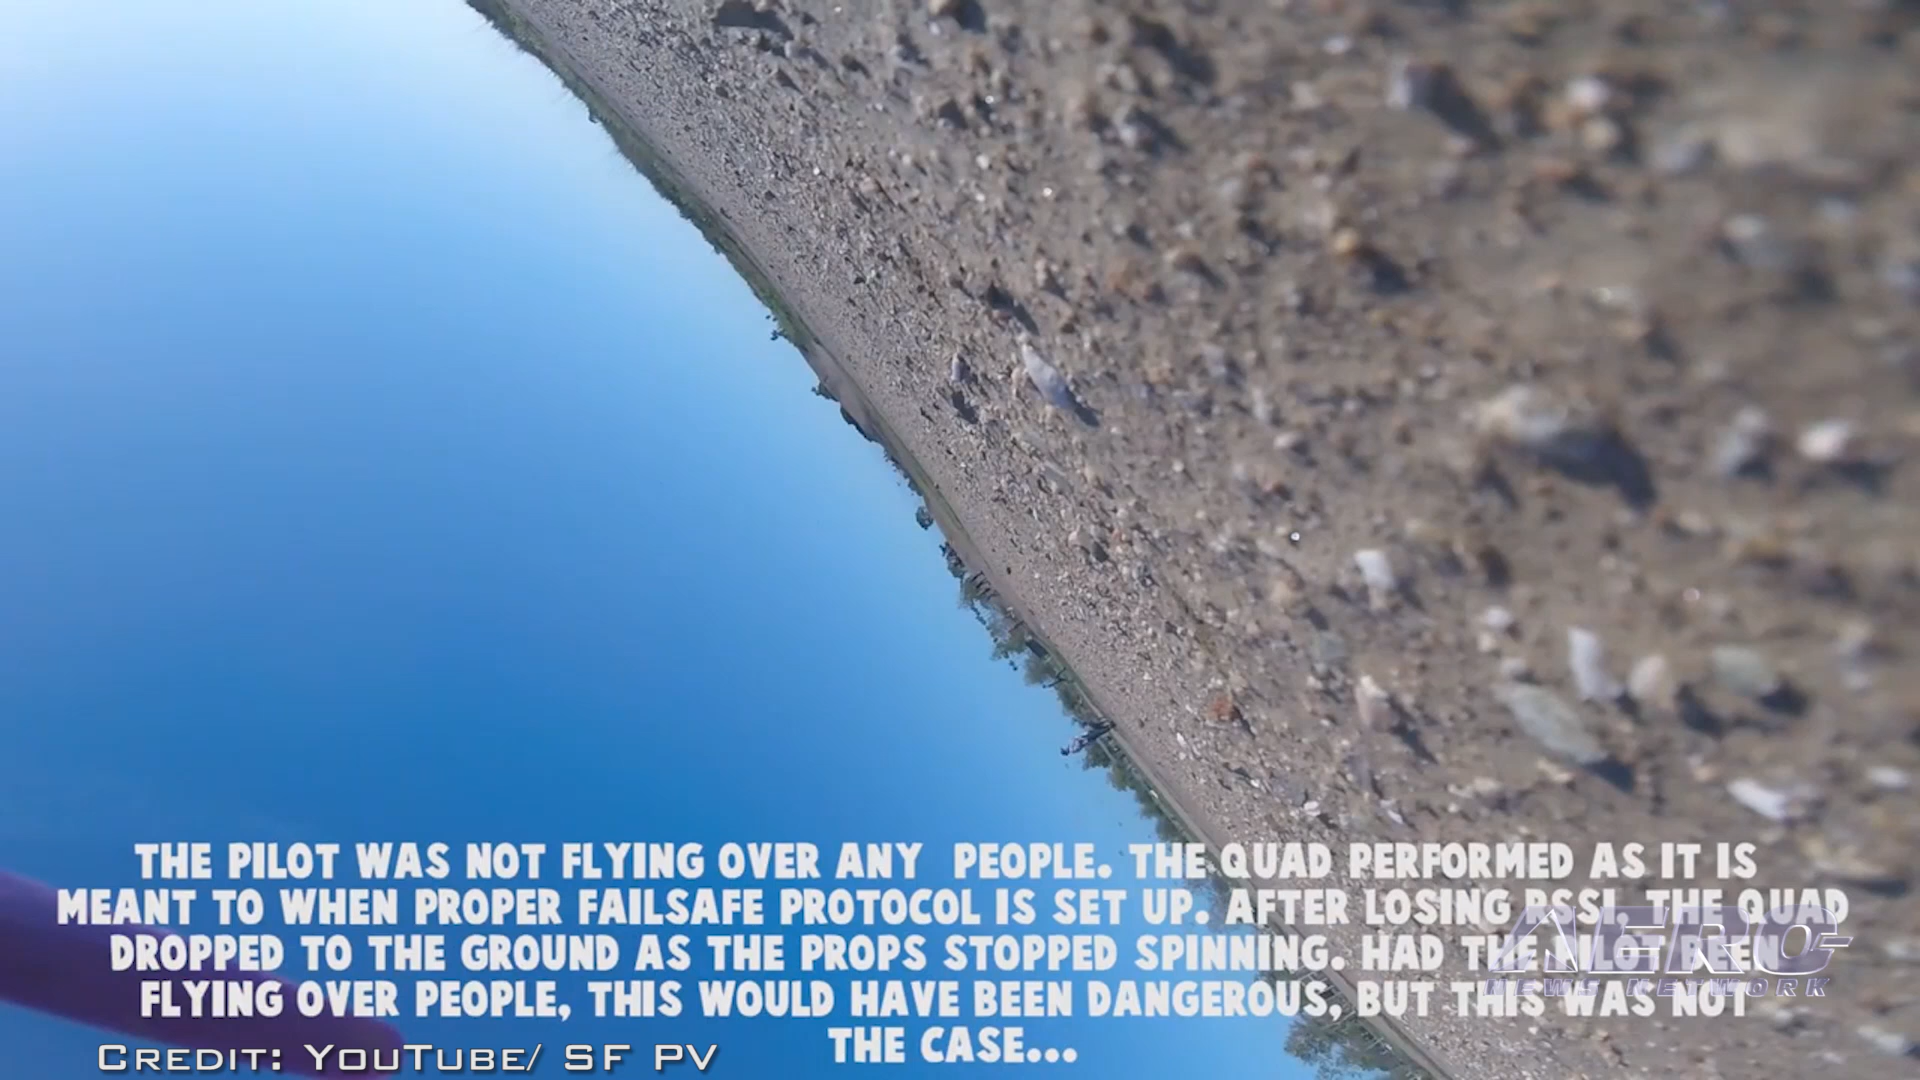 THE PILOT WAS NOT FLYING OVER ANY PEOPLE. THE QUAD PERFORMED AS IT IS
MEANT TO WHEN PROPER FAILSAFE PROTOCOL IS SET UP. AFTER LOSING RSSI, THE QUAD
DROPPED TO THE GROUND AS THE PROPS STOPPED SPINNING. HAD THE PILOT BEEN
FLYING OVER PEOPLE, THIS WOULD HAVE BEEN DANGEROUS, BUT THIS WAS NOT
THE CASE...
CREDIT: YOUTUBE/ SF PV
AERO
NEWS NETWORK